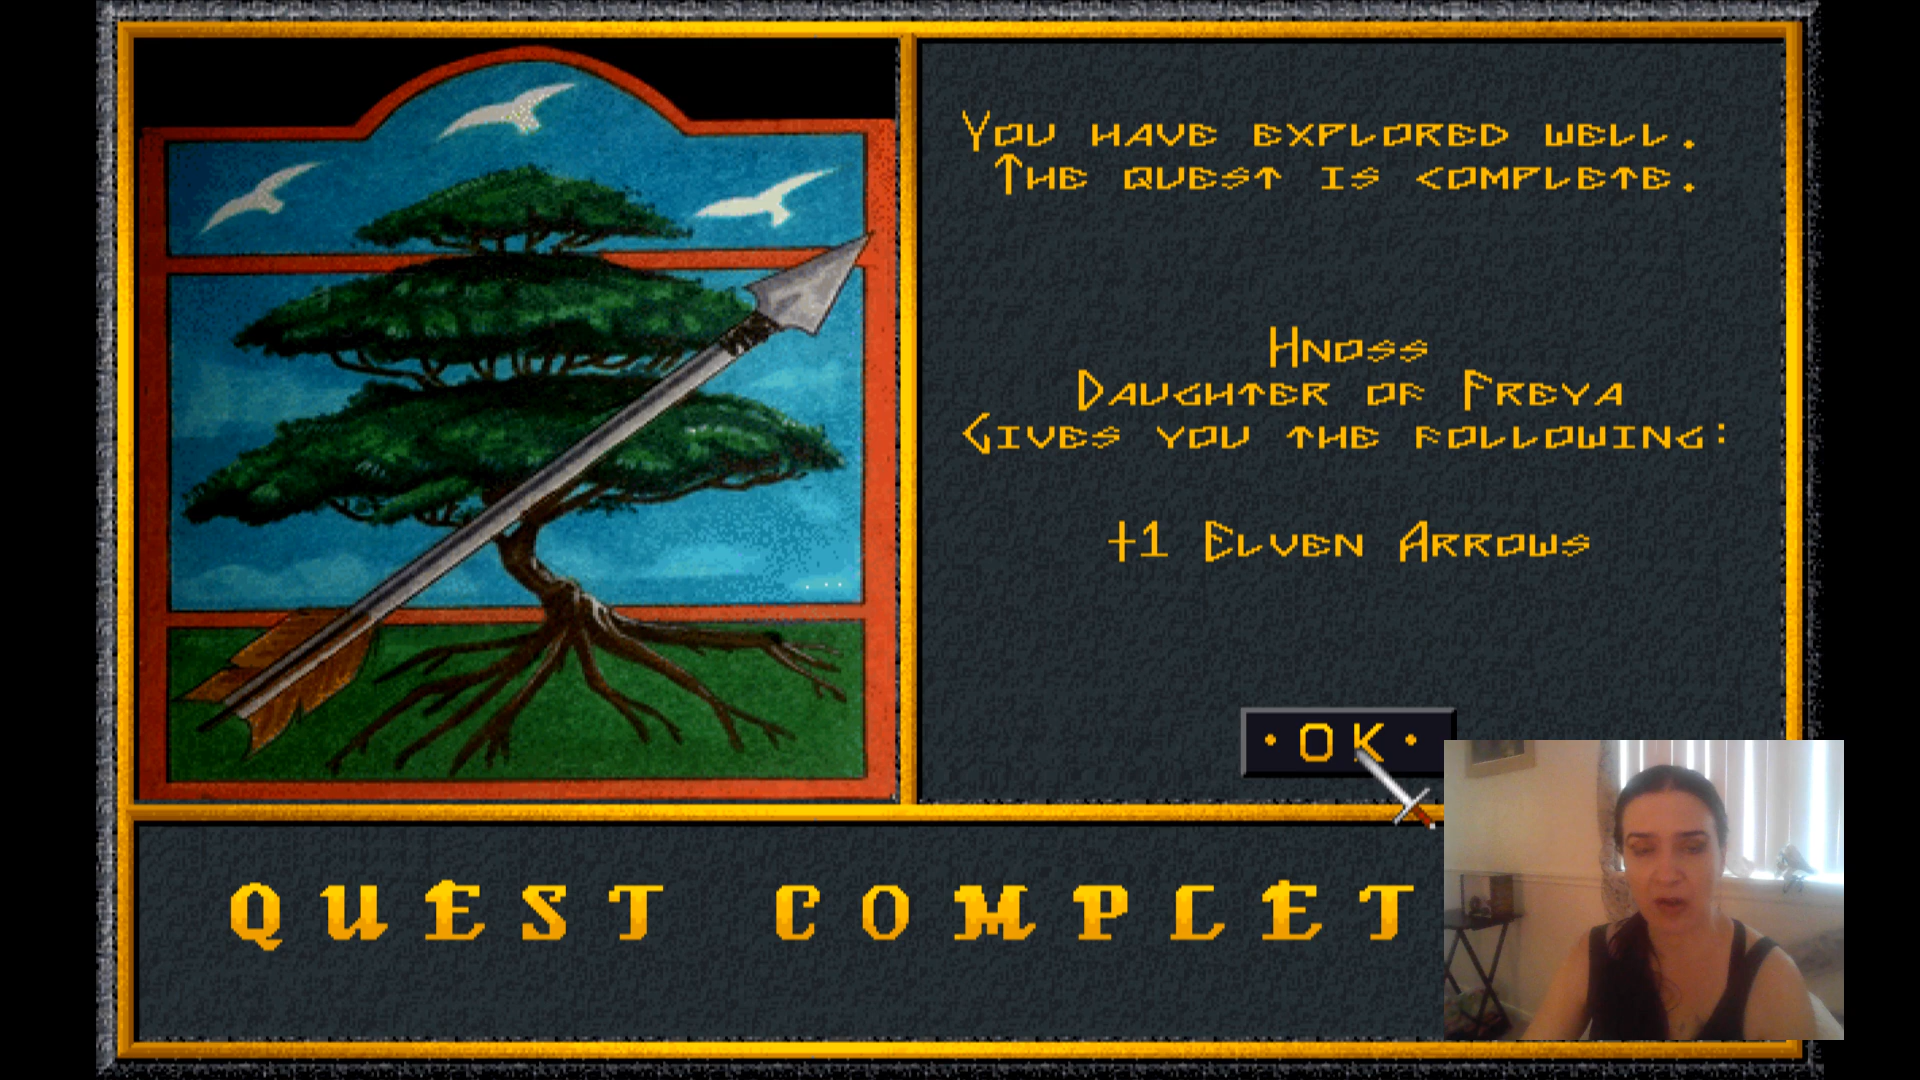 You have explored well.
The quest is complete.
Hnoss
Daughter of Freya
Gives you the following:
+1 Elven Arrows
· OK ·
QUEST COMPLET